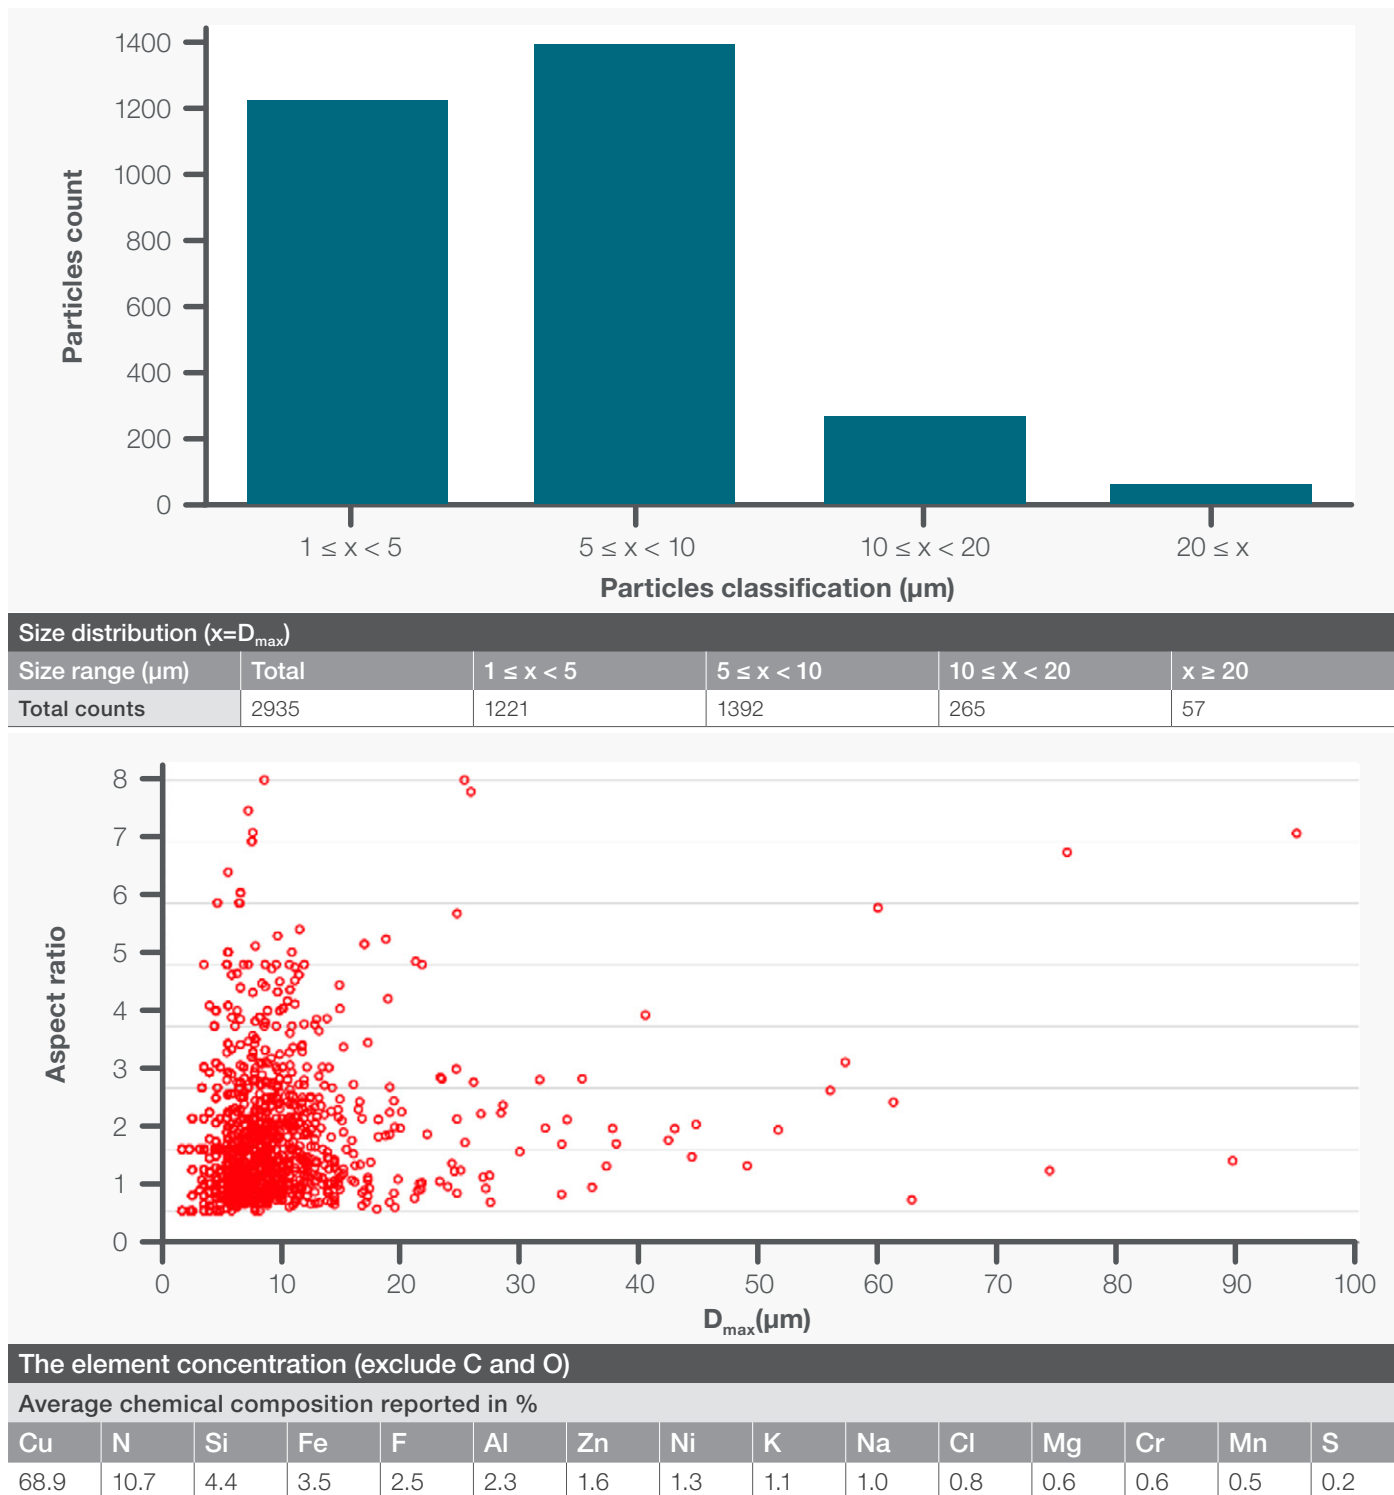 1400
1200
1000
800
600
400
200
0
Particles count
1 ≤ x < 5 5 ≤ x < 10 10 ≤ x < 20 20 ≤ x
Particles classification (µm)
Size distribution (x=Dmax)
Size range (µm) Total 1 ≤ x < 5 5 ≤ x < 10 10 ≤ X < 20 x ≥ 20
Total counts 2935 1221 1392 265 57
8
7
6
5
4
3
2
1
0
Aspect ratio
0 10 20 30 40 50 60 70 80 90 100
Dmax(µm)
The element concentration (exclude C and O)
Average chemical composition reported in %
Cu N Si Fe F Al Zn Ni K Na Cl Mg Cr Mn S
68.9 10.7 4.4 3.5 2.5 2.3 1.6 1.3 1.1 1.0 0.8 0.6 0.6 0.5 0.2